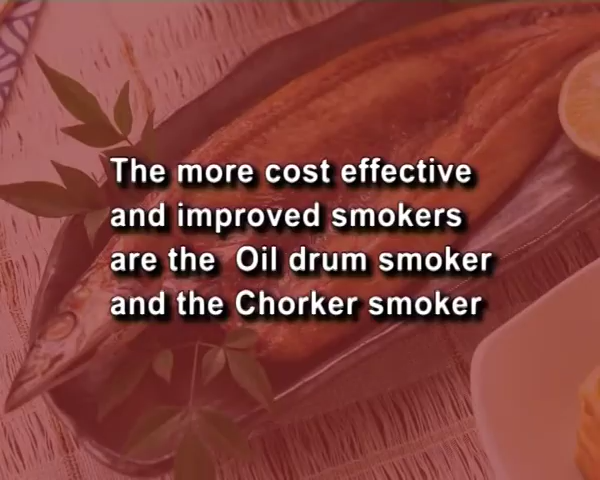 The more cost effective
and improved smokers
are the  Oil drum smoker
and the Chorker smoker